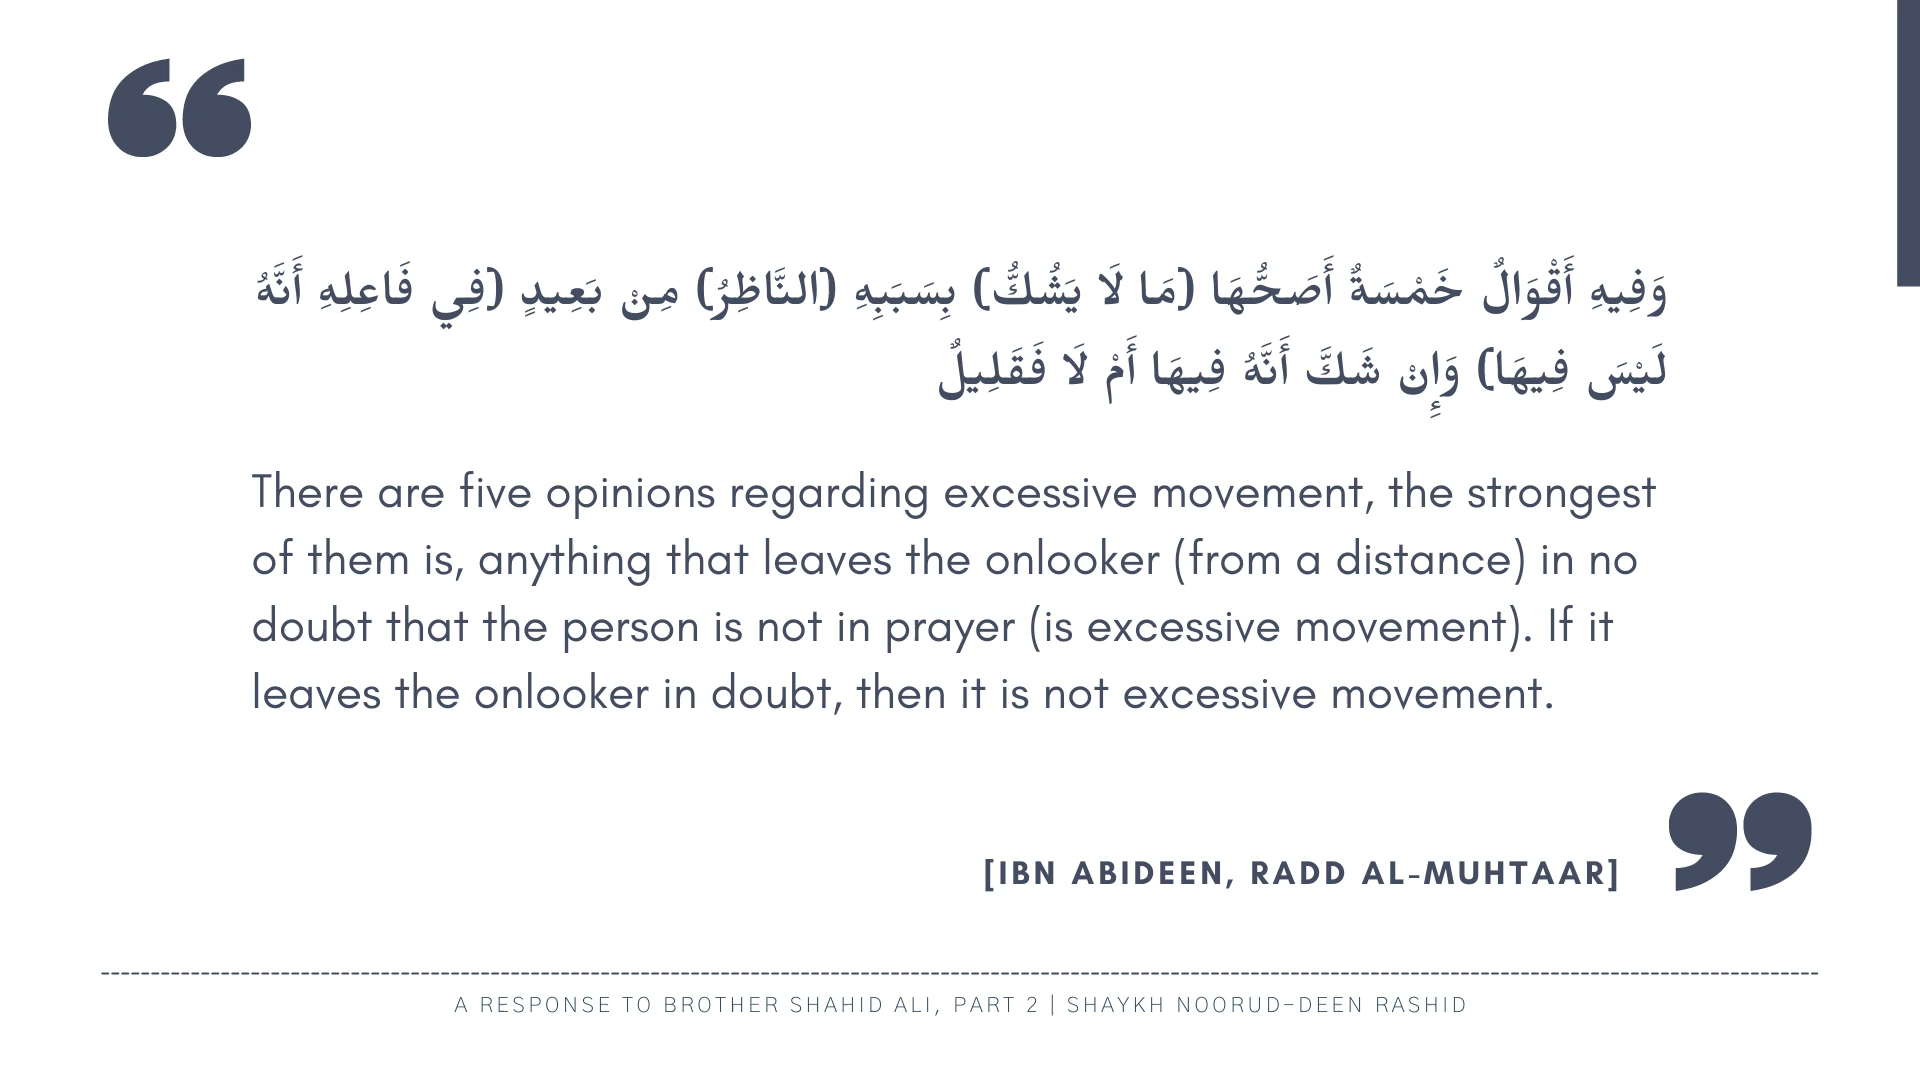 “
وَفِيهِ أَقْوَالٌ خَمْسَةٌ أَصَحُّهَا (مَا لَا يَشُكُّ) بِسَبَبِهِ (النَّاظِرُ) مِنْ بَعِيدٍ (فِي فَاعِلِهِ أَنَّهُ
لَيْسَ فِيهَا) وَإِنْ شَكَّ أَنَّهُ فِيهَا أَمْ لَا فَقَلِيلٌ
There are five opinions regarding excessive movement, the strongest
of them is, anything that leaves the onlooker (from a distance) in no
doubt that the person is not in prayer (is excessive movement). If it
leaves the onlooker in doubt, then it is not excessive movement.
”
[IBN ABIDEEN, RADD AL-MUHTAAR]
A RESPONSE TO BROTHER SHAHID ALI, PART 2 | SHAYKH NOORUD-DEEN RASHID